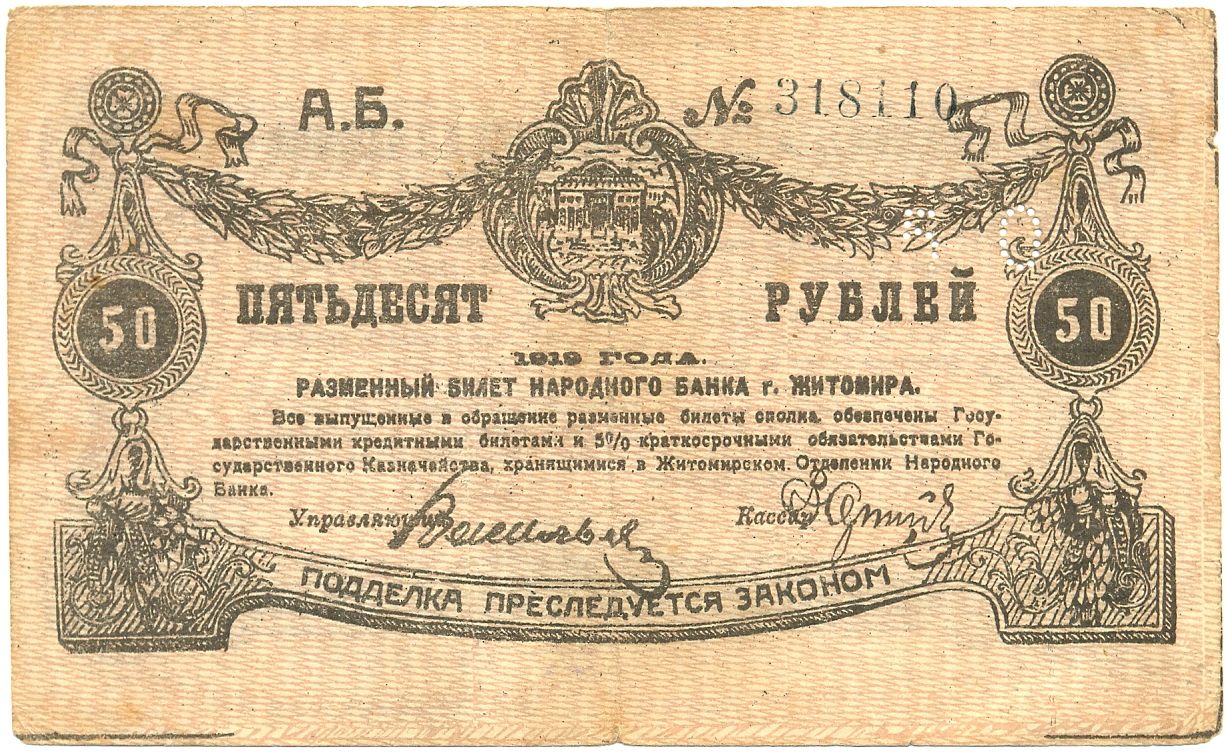 А.Б. № 318110
50 ПЯТЬДЕСЯТ РУБЛЕЙ 50
1919 ГОДА.
РАЗМЕННЫЙ БИЛЕТ НАРОДНОГО БАНКА г. ЖИТОМИРА.
Все выпущенные в обращение разменные билеты сполна, обеспечены Госу-
дарственными кредитными билетами и 5% краткосрочными обязательствами Го-
сударственного Казначейства, хранящимися в Житомирском. Отделении Народного
Банка.
Управляющий Кассир
ПОДДЕЛКА ПРЕСЛЕДУЕТСЯ ЗАКОНОМ